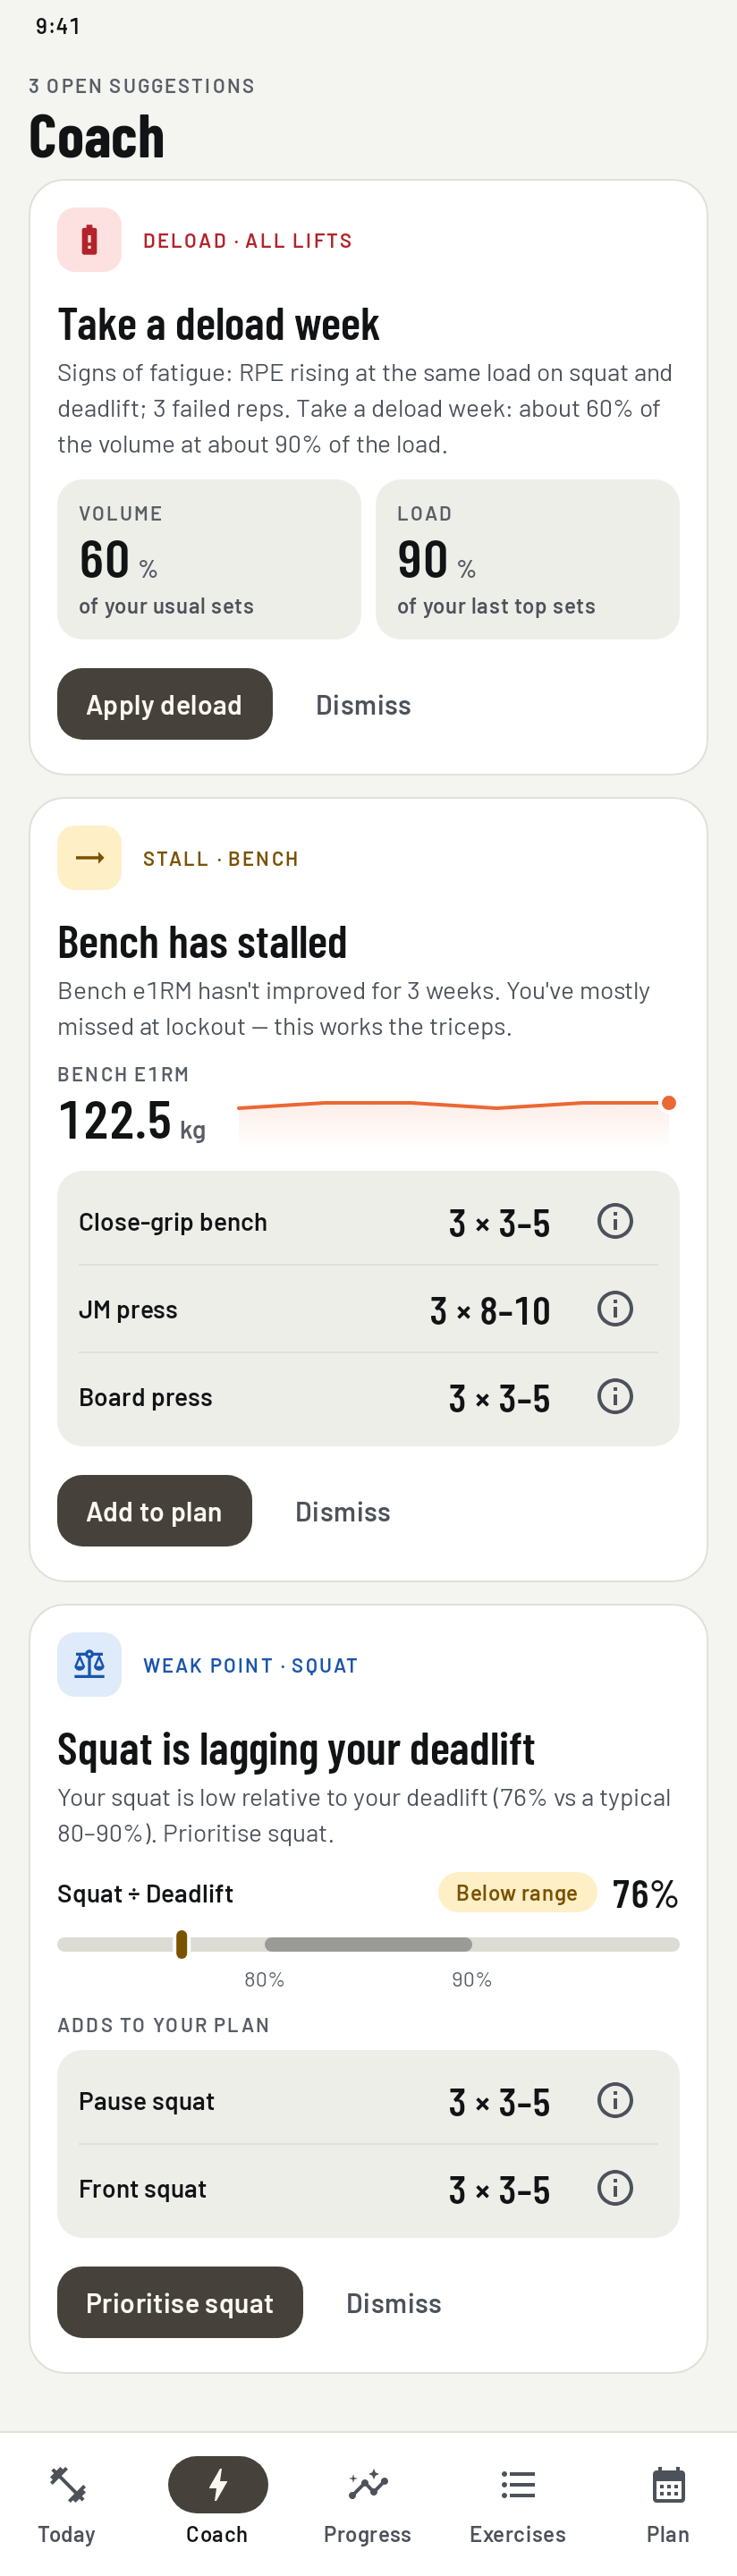 9:41
3 OPEN SUGGESTIONS
Coach
DELOAD · ALL LIFTS
Take a deload week
Signs of fatigue: RPE rising at the same load on squat and
deadlift; 3 failed reps. Take a deload week: about 60% of
the volume at about 90% of the load.
VOLUME
60 %
of your usual sets
LOAD
90 %
of your last top sets
Apply deload
Dismiss
STALL · BENCH
Bench has stalled
Bench e1RM hasn't improved for 3 weeks. You've mostly
missed at lockout — this works the triceps.
BENCH E1RM
122.5 kg
Close-grip bench 3 × 3–5
JM press 3 × 8–10
Board press 3 × 3–5
Add to plan
Dismiss
WEAK POINT · SQUAT
Squat is lagging your deadlift
Your squat is low relative to your deadlift (76% vs a typical
80–90%). Prioritise squat.
Squat ÷ Deadlift Below range 76%
80% 90%
ADDS TO YOUR PLAN
Pause squat 3 × 3–5
Front squat 3 × 3–5
Prioritise squat
Dismiss
Today Coach Progress Exercises Plan